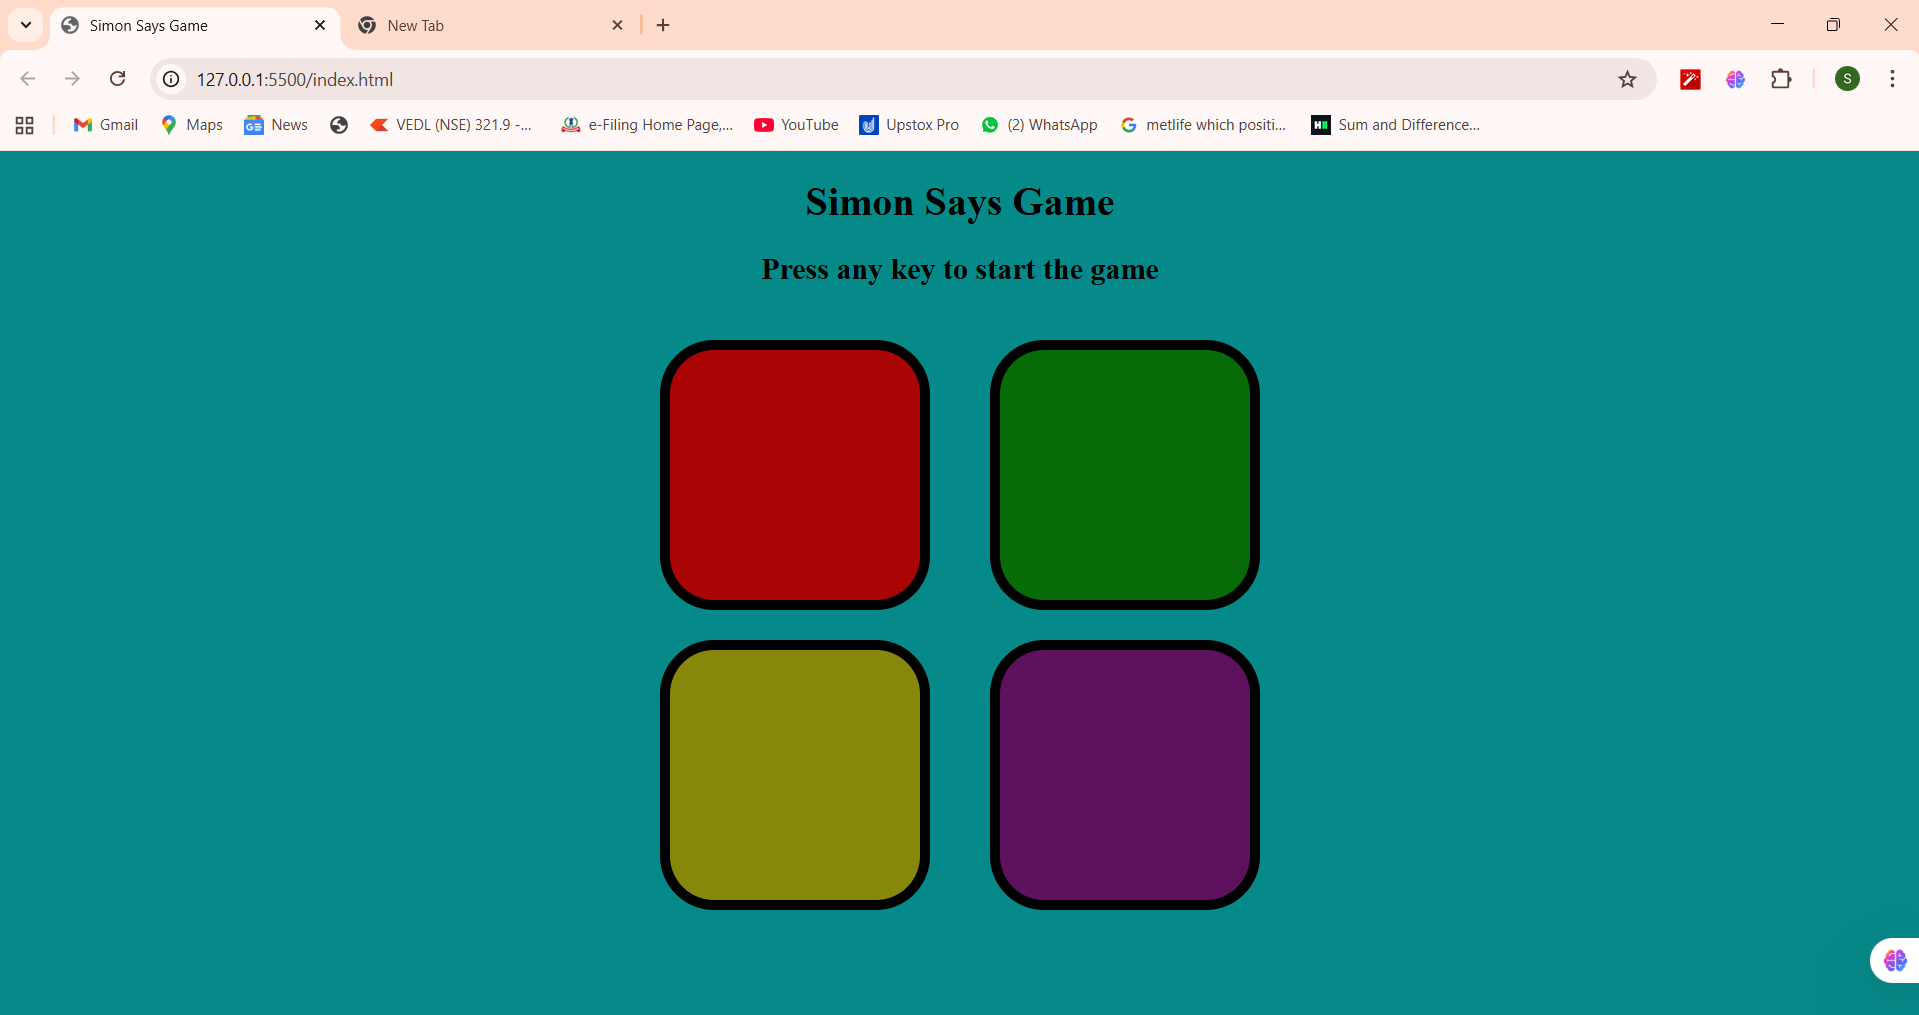 Simon Says Game
New Tab
127.0.0.1:5500/index.html
S
Gmail
Maps
News
VEDL (NSE) 321.9 -...
e-Filing Home Page,...
YouTube
Upstox Pro
(2) WhatsApp
metlife which positi...
Sum and Difference...
Simon Says Game
Press any key to start the game